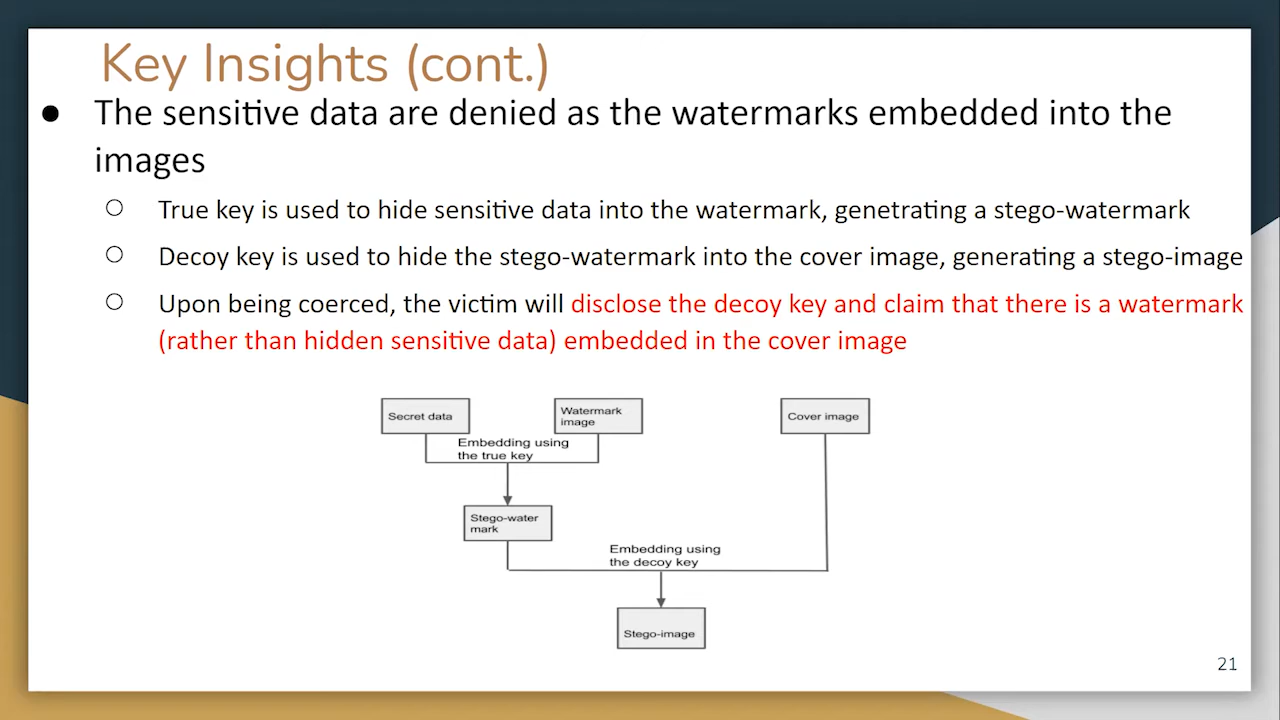 Key Insights (cont.)
● The sensitive data are denied as the watermarks embedded into the
images
○ True key is used to hide sensitive data into the watermark, genetrating a stego-watermark
○ Decoy key is used to hide the stego-watermark into the cover image, generating a stego-image
○ Upon being coerced, the victim will disclose the decoy key and claim that there is a watermark
(rather than hidden sensitive data) embedded in the cover image
Secret data
Watermark
image
Cover image
Embedding using
the true key
Stego-water
mark
Embedding using
the decoy key
Stego-image
21